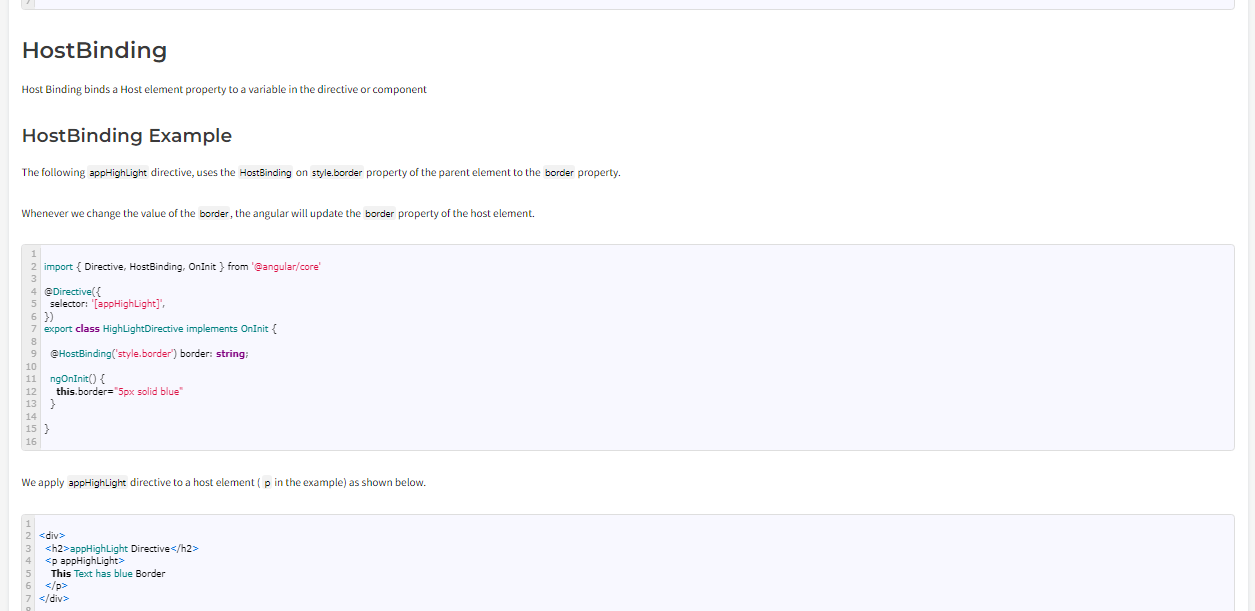 7
HostBinding
Host Binding binds a Host element property to a variable in the directive or component
HostBinding Example
The following appHighLight directive, uses the HostBinding on style.border property of the parent element to the border property.
Whenever we change the value of the border, the angular will update the border property of the host element.
1
2 import { Directive, HostBinding, OnInit } from '@angular/core'
3
4 @Directive({
5 selector: '[appHighLight]',
6 })
7 export class HighLightDirective implements OnInit {
8
9 @HostBinding('style.border') border: string;
10
11 ngOnInit() {
12 this.border="5px solid blue"
13 }
14
15 }
16
We apply appHighLight directive to a host element ( p in the example) as shown below.
1
2 <div>
3 <h2>appHighLight Directive</h2>
4 <p appHighLight>
5 This Text has blue Border
6 </p>
7 </div>
8